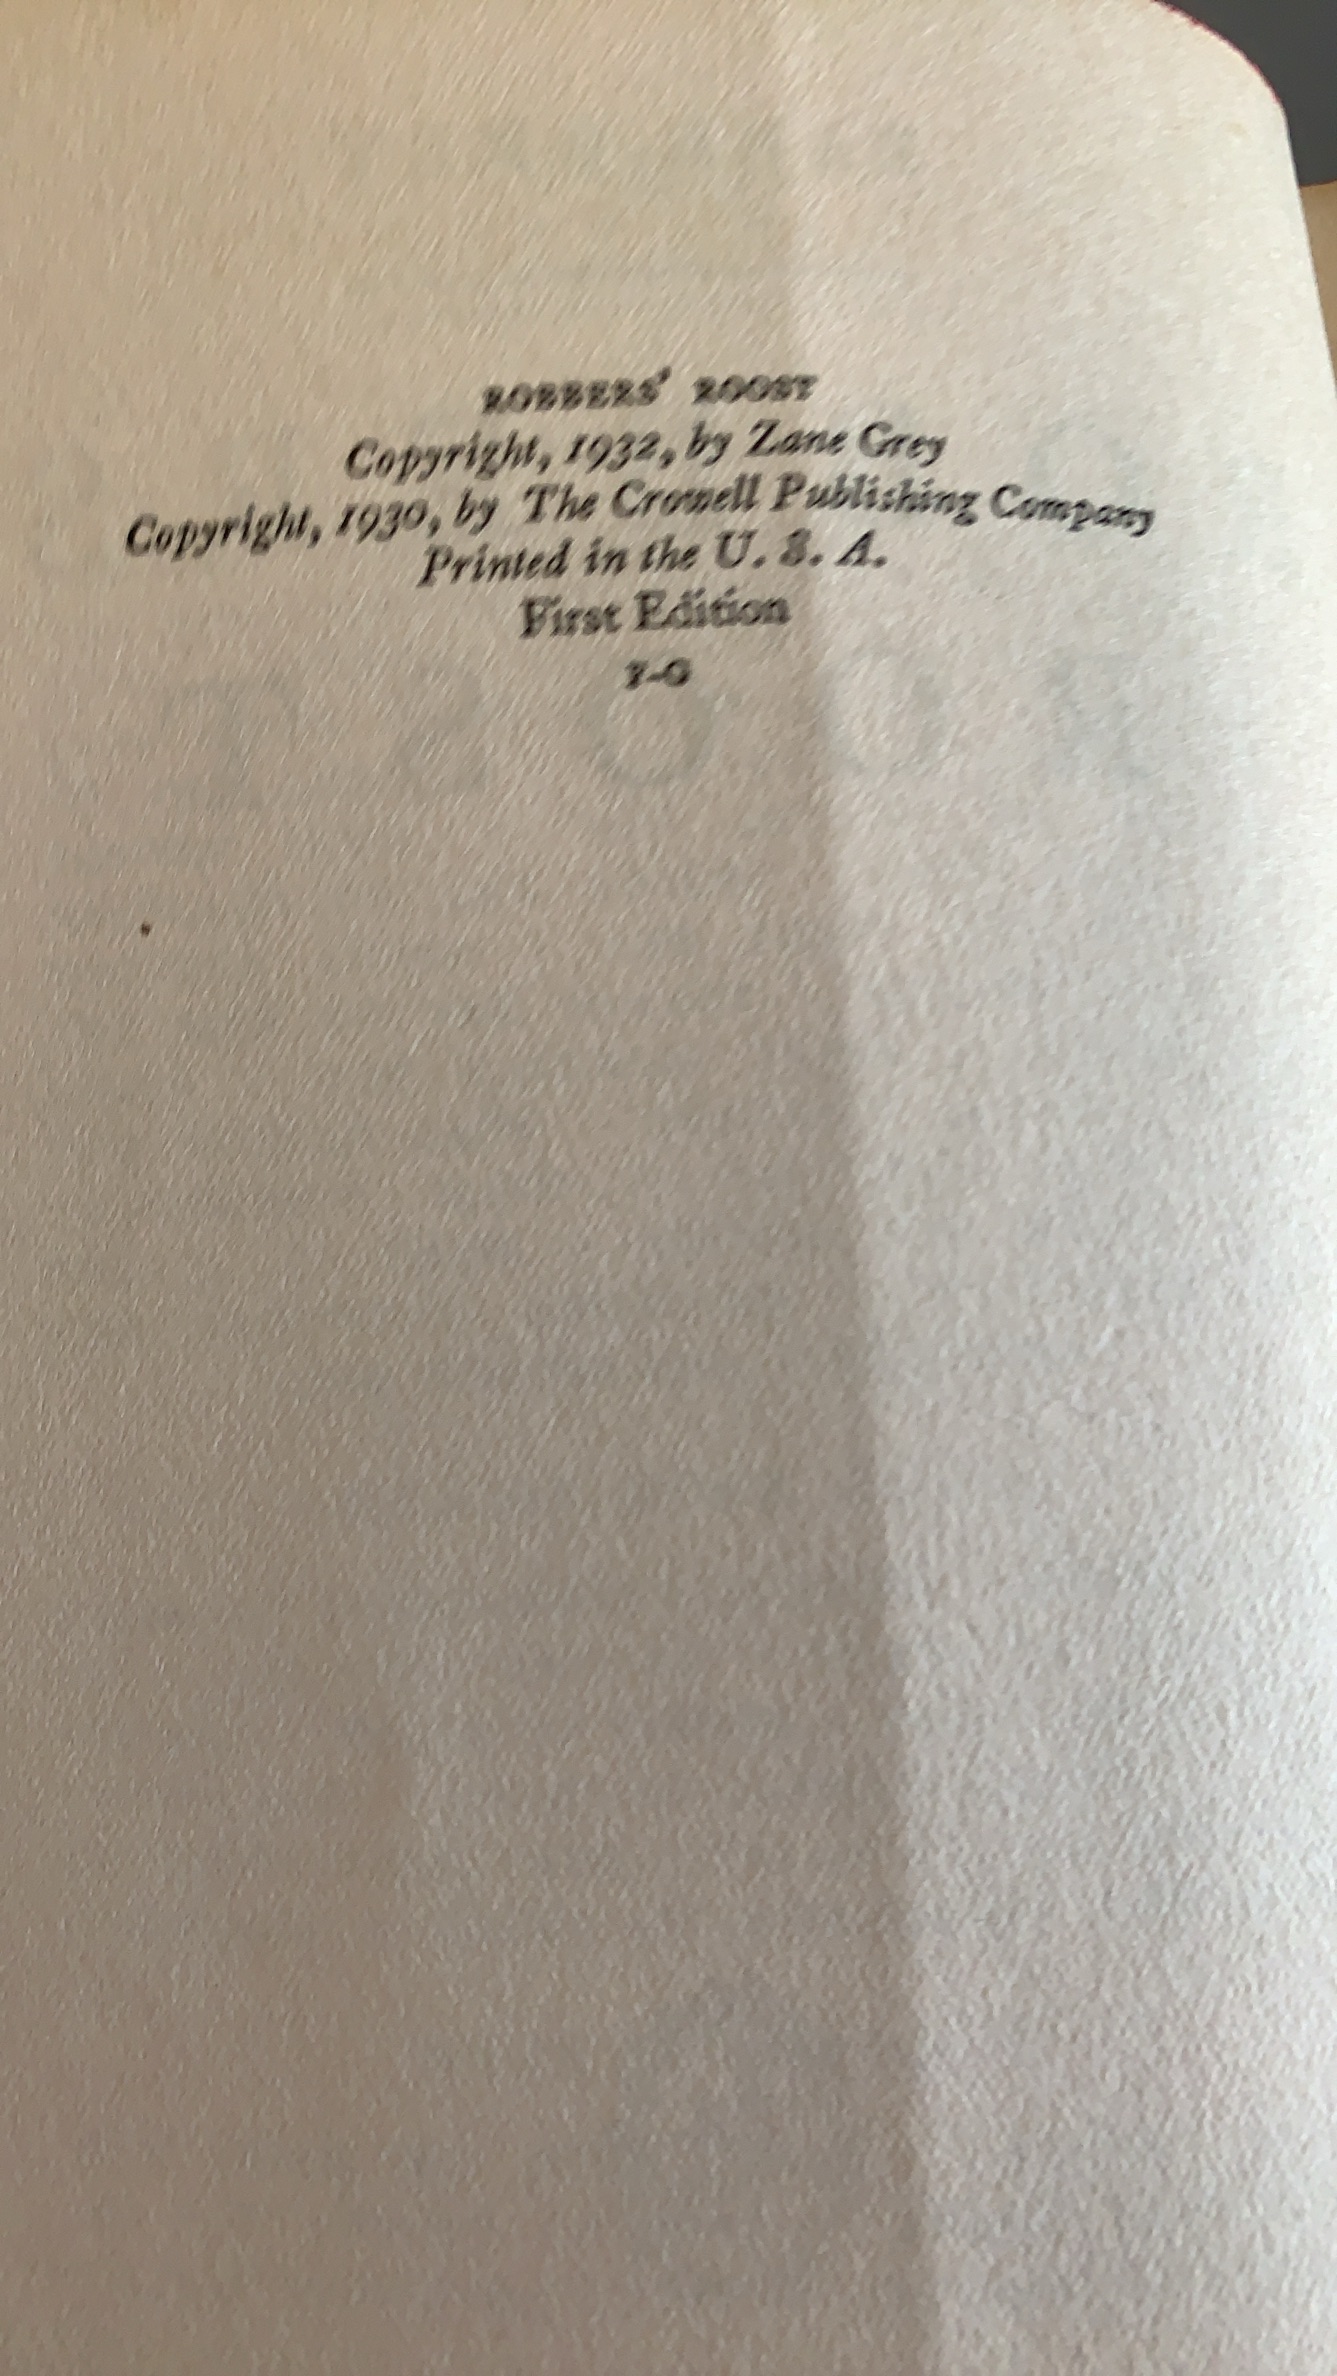 ROBBERS' ROOST
Copyright, 1932, by Zane Grey
Copyright, 1930, by The Crowell Publishing Company
Printed in the U. S. A.
First Edition